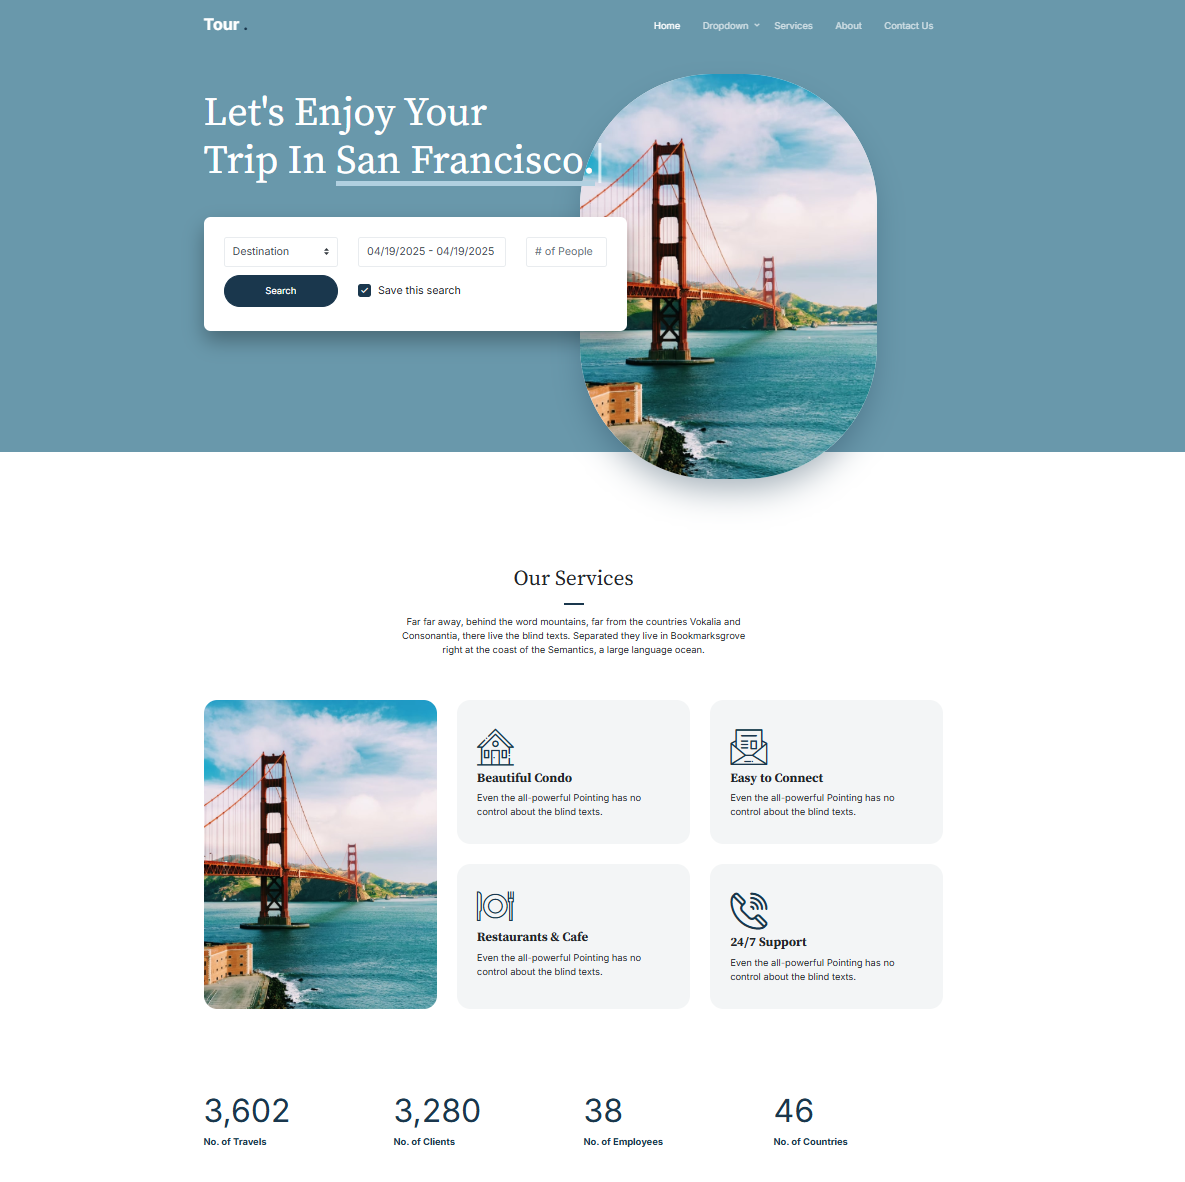 Tour .
Home Dropdown Services About Contact Us
Let's Enjoy Your
Trip In San Francisco.|
Destination
04/19/2025 - 04/19/2025
# of People
Search
Save this search
Our Services
Far far away, behind the word mountains, far from the countries Vokalia and
Consonantia, there live the blind texts. Separated they live in Bookmarksgrove
right at the coast of the Semantics, a large language ocean.
Beautiful Condo
Even the all-powerful Pointing has no
control about the blind texts.
Easy to Connect
Even the all-powerful Pointing has no
control about the blind texts.
Restaurants & Cafe
Even the all-powerful Pointing has no
control about the blind texts.
24/7 Support
Even the all-powerful Pointing has no
control about the blind texts.
3,602
No. of Travels
3,280
No. of Clients
38
No. of Employees
46
No. of Countries